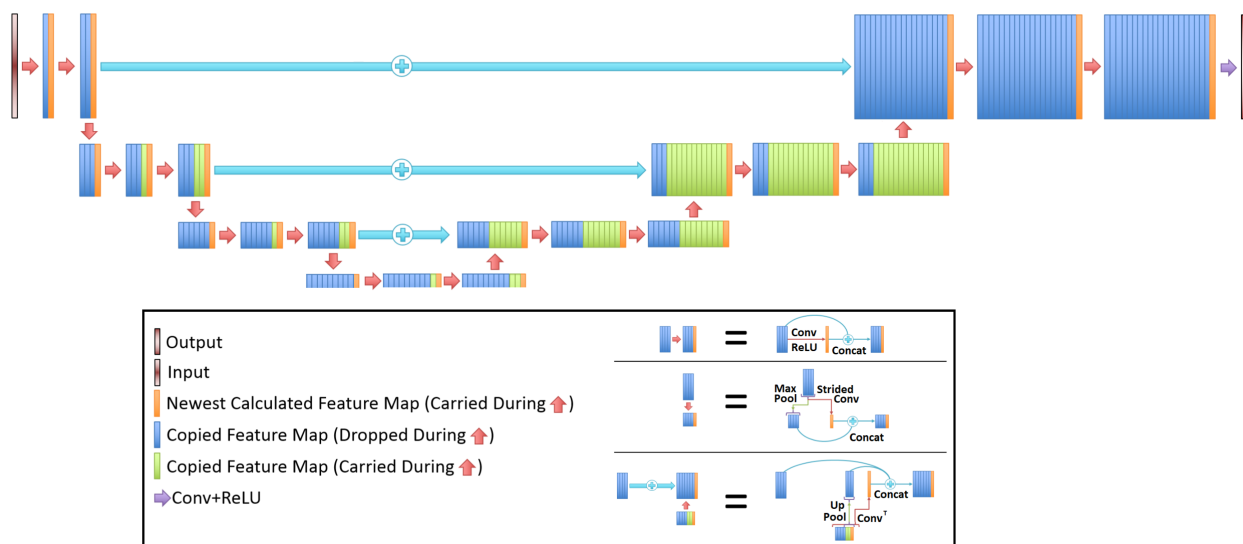 Output
Input
Newest Calculated Feature Map (Carried During )
Copied Feature Map (Dropped During )
Copied Feature Map (Carried During )
Conv+ReLU
=
Conv
ReLU
Concat
=
Max
Pool
Strided
Conv
Concat
=
Concat
Up
Pool
Conv
T